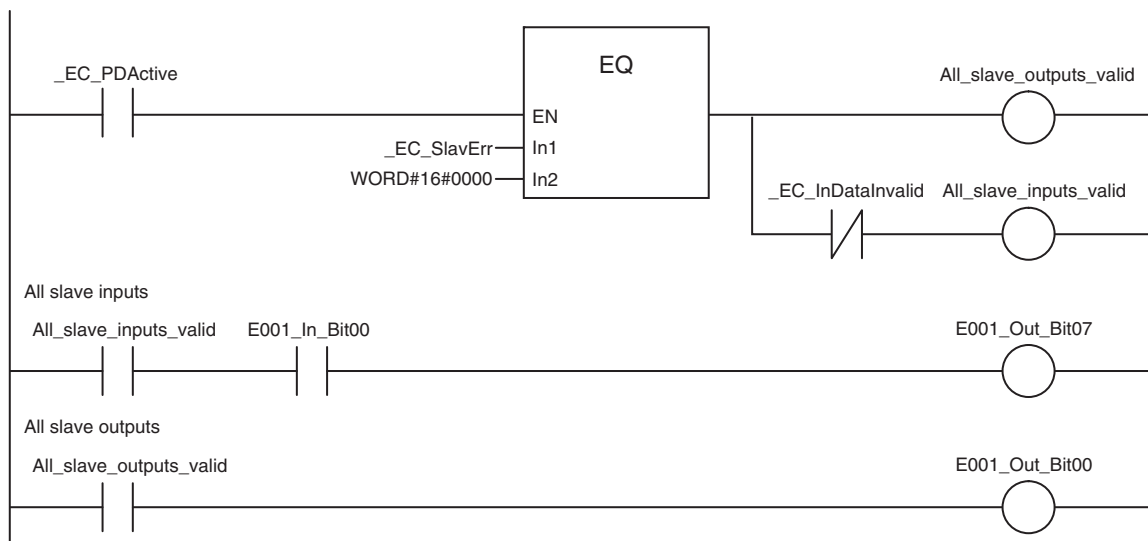 _EC_PDActive
EQ
All_slave_outputs_valid
EN
_EC_SlavErr
In1
WORD#16#0000
In2
_EC_InDataInvalid
All_slave_inputs_valid
All slave inputs
All_slave_inputs_valid
E001_In_Bit00
E001_Out_Bit07
All slave outputs
All_slave_outputs_valid
E001_Out_Bit00